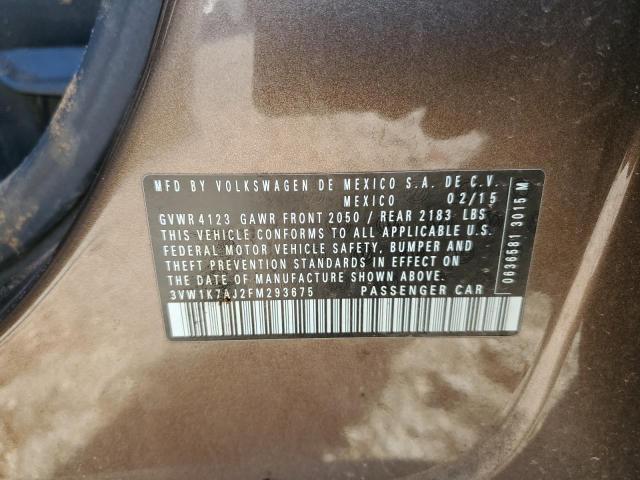 MFD BY VOLKSWAGEN DE MEXICO S.A. DE C.V.
MEXICO 02/15
GVWR 4123 GAWR FRONT 2050 / REAR 2183 LBS
THIS VEHICLE CONFORMS TO ALL APPLICABLE U.S.
FEDERAL MOTOR VEHICLE SAFETY, BUMPER AND
THEFT PREVENTION STANDARDS IN EFFECT ON THE
DATE OF MANUFACTURE SHOWN ABOVE.
3VW1K7AJ2FM293675 PASSENGER CAR
0636581 3015 M